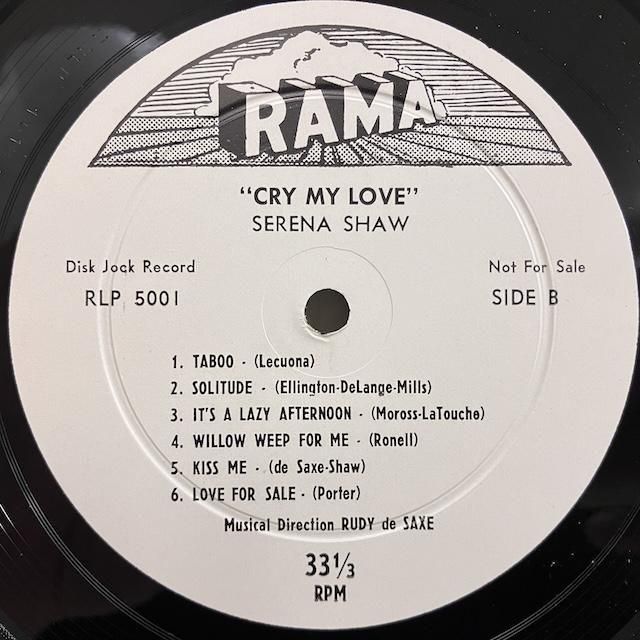 RAMA
"CRY MY LOVE"
SERENA SHAW
Disk Jock Record
Not For Sale
RLP 5001
SIDE B
1. TABOO - (Lecuona)
2. SOLITUDE - (Ellington-DeLange-Mills)
3. IT'S A LAZY AFTERNOON - (Moross-LaTouche)
4. WILLOW WEEP FOR ME - (Ronell)
5. KISS ME - (de Saxe-Shaw)
6. LOVE FOR SALE - (Porter)
Musical Direction RUDY de SAXE
33 1/3
RPM